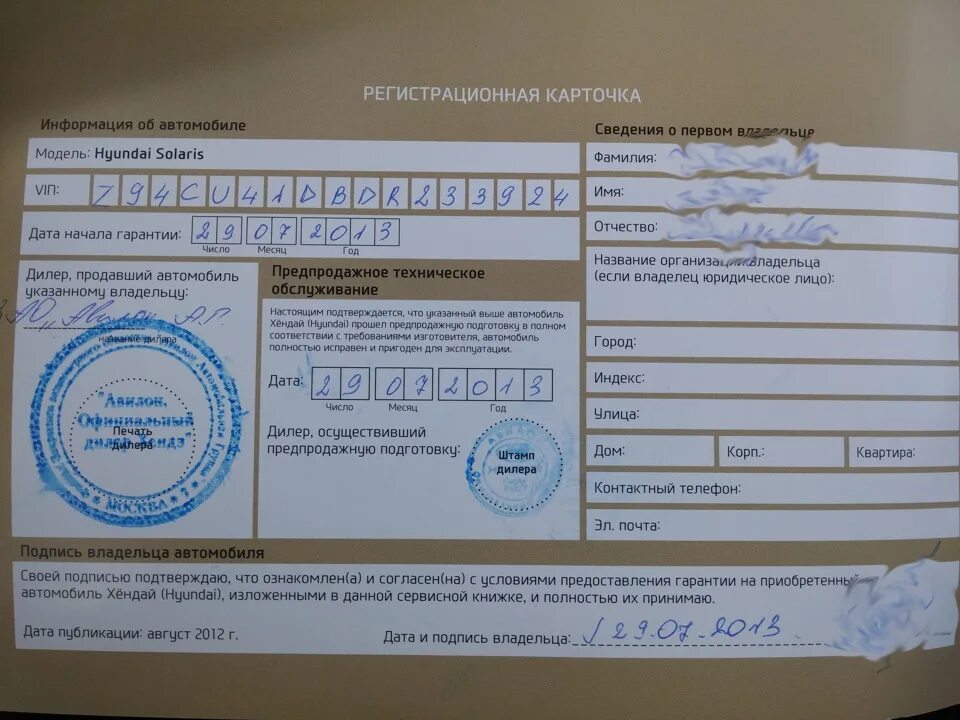 РЕГИСТРАЦИОННАЯ КАРТОЧКА
Информация об автомобиле
Модель: Hyundai Solaris
VIN: Z94CU41DBDR233924
Дата начала гарантии: 29 07 2013
Число Месяц Год
Дилер, продавший автомобиль
указанному владельцу:
АО, Авилон А.Г.
название дилера
"Авилон.
Официальный
дилер Хендэ"
Печать
дилера
МОСКВА
Предпродажное техническое
обслуживание
Настоящим подтверждается, что указанный выше автомобиль
Хёндай (Hyundai) прошел предпродажную подготовку в полном
соответствии с требованиями изготовителя, автомобиль
полностью исправен и пригоден для эксплуатации.
Дата: 29 07 2013
Число Месяц Год
Дилер, осуществивший
предпродажную подготовку:
Штамп
дилера
Сведения о первом владельце
Фамилия:
Имя:
Отчество:
Название организации-владельца
(если владелец юридическое лицо):
Город:
Индекс:
Улица:
Дом: Корп.: Квартира:
Контактный телефон:
Эл. почта:
Подпись владельца автомобиля
Своей подписью подтверждаю, что ознакомлен(а) и согласен(на) с условиями предоставления гарантии на приобретенный
автомобиль Хёндай (Hyundai), изложенными в данной сервисной книжке, и полностью их принимаю.
Дата публикации: август 2012 г.
Дата и подпись владельца: 29.07.2013